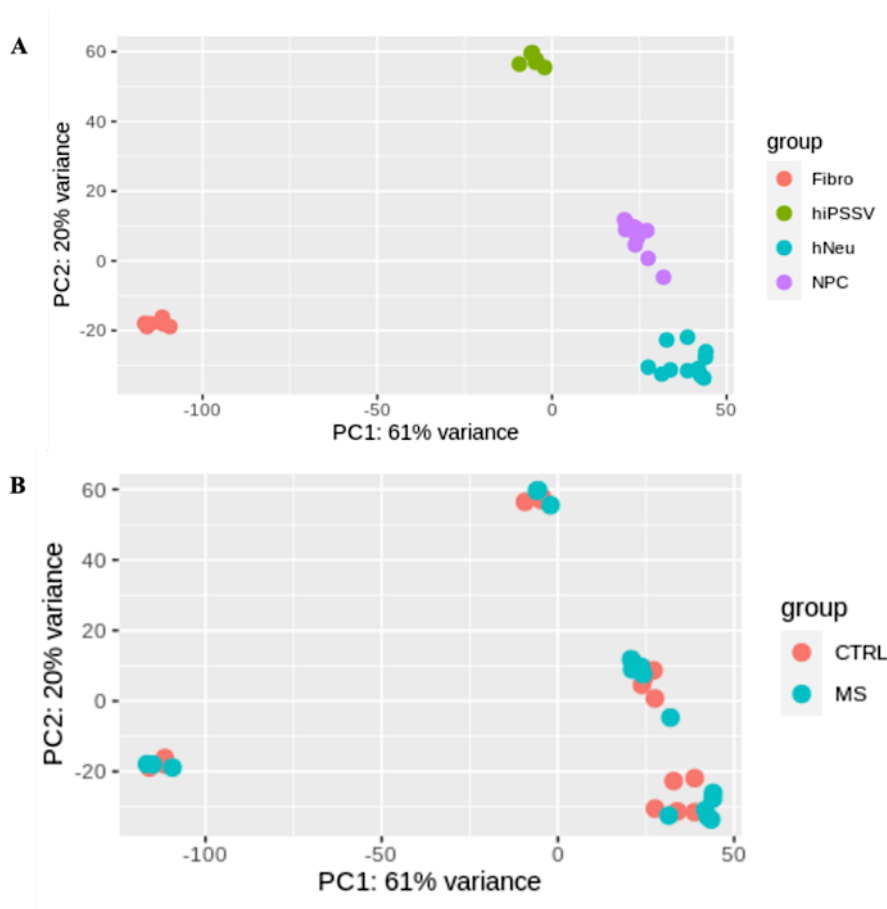 A
60
40
20
0
-20
PC2: 20% variance
-100
-50
0
50
PC1: 61% variance
group
Fibro
hiPSSV
hNeu
NPC
B
60
40
20
0
-20
PC2: 20% variance
-100
-50
0
50
PC1: 61% variance
group
CTRL
MS